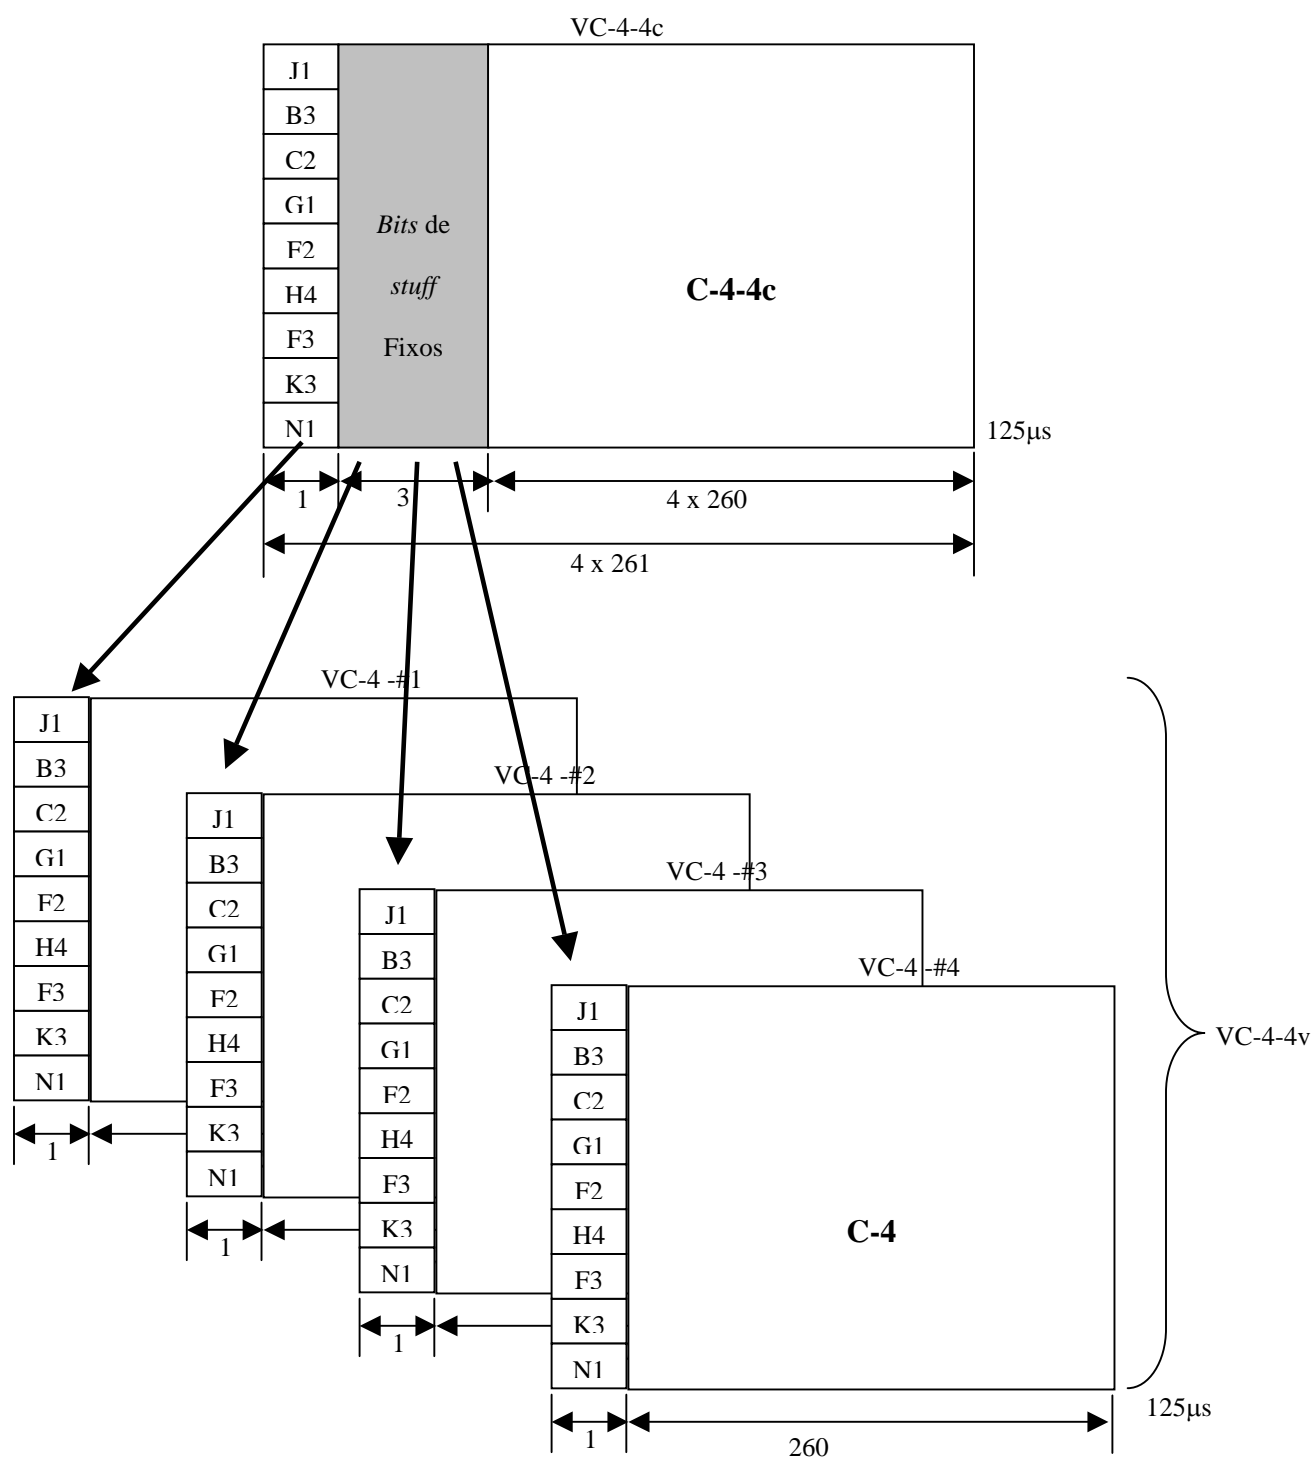 VC-4-4c
J1
B3
C2
G1
F2
H4
F3
K3
N1
Bits de
stuff
Fixos
C-4-4c
125μs
1
3
4 x 260
4 x 261
VC-4 -#1
J1
B3
C2
G1
F2
H4
F3
K3
N1
1
VC-4 -#2
J1
B3
C2
G1
F2
H4
F3
K3
N1
1
VC-4 -#3
J1
B3
C2
G1
F2
H4
F3
K3
N1
1
VC-4 -#4
J1
B3
C2
G1
F2
H4
F3
K3
N1
C-4
1
260
VC-4-4v
125μs